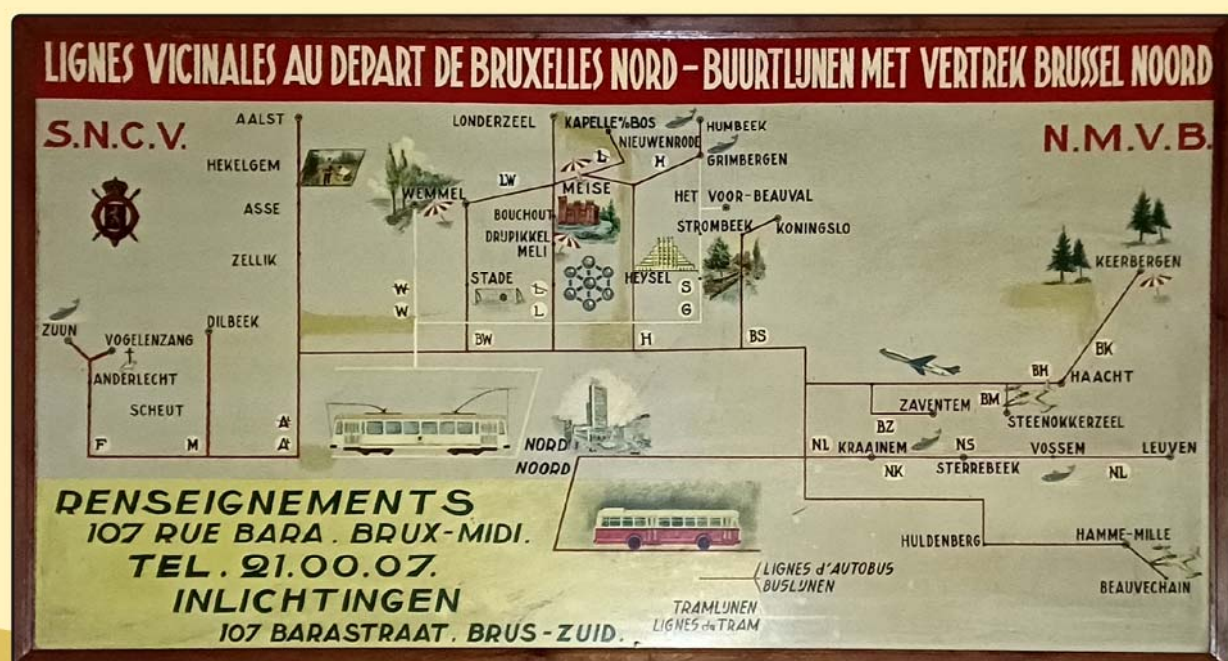 LIGNES VICINALES AU DEPART DE BRUXELLES NORD - BUURTLIJNEN MET VERTREK BRUSSEL NOORD
S.N.C.V.
N.M.V.B.
AALST
HEKELGEM
ASSE
ZELLIK
LONDERZEEL
KAPELLE %BOS
NIEUWENRODE
HUMBEEK
GRIMBERGEN
L
H
LW
WEMMEL
MEISE
HET VOOR-BEAUVAL
BOUCHOUT
STROMBEEK
KONINGSLO
DRIJPIKKEL
MELI
STADE
HEYSEL
W
W
L
L
S
G
KEERBERGEN
ZUUN
VOGELENZANG
DILBEEK
ANDERLECHT
SCHEUT
F
M
A
A
BW
H
BS
BK
BH
HAACHT
ZAVENTEM
BM
STEENOKKERZEEL
BZ
NORD
NOORD
NL
KRAAINEM
NS
VOSSEM
LEUVEN
NK
STERREBEEK
NL
HULDENBERG
HAMME-MILLE
BEAUVECHAIN
RENSEIGNEMENTS
107 RUE BARA. BRUX-MIDI.
TEL. 21.00.07.
INLICHTINGEN
107 BARASTRAAT. BRUS-ZUID.
LIGNES d'AUTOBUS
BUSLIJNEN
TRAMLIJNEN
LIGNES de TRAM